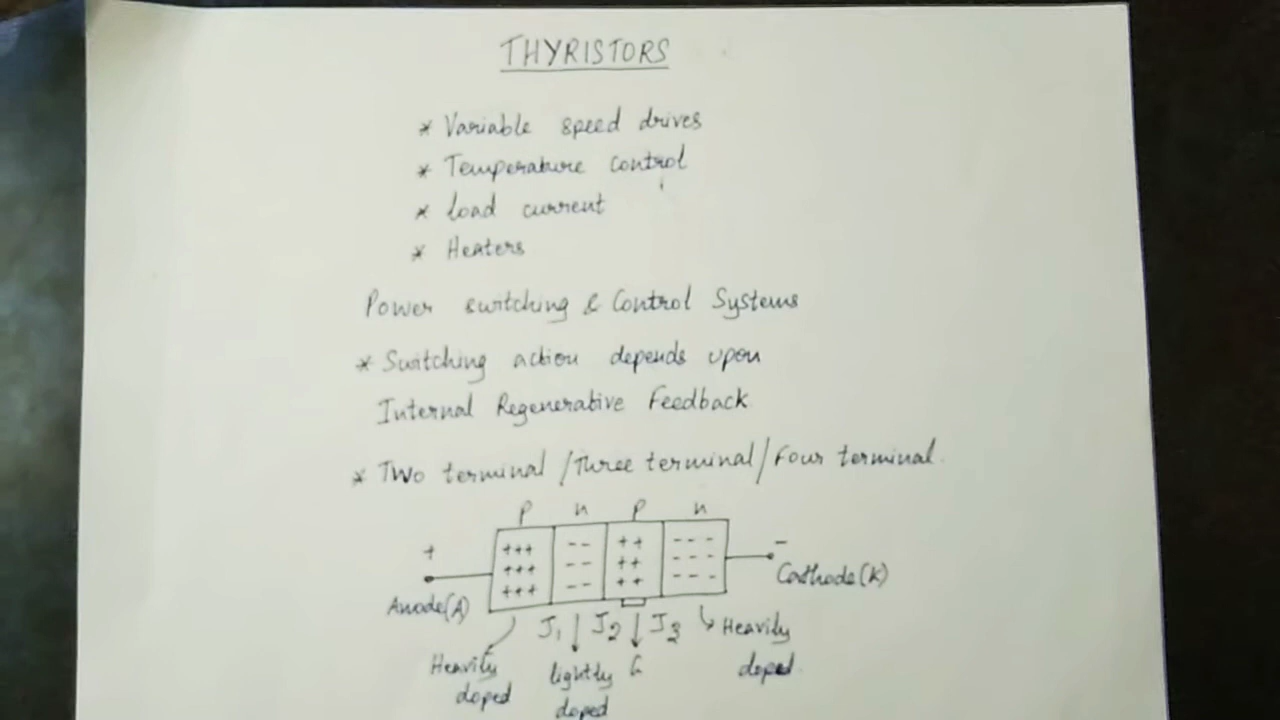 THYRISTORS
* Variable speed drives
* Temperature control
* Load current
* Heaters
Power switching & Control Systems
* Switching action depends upon
Internal Regenerative Feedback
* Two terminal / Three terminal / Four terminal.
P n P n
+ -
+++ -- ++ ---
+++ -- ++ ---
+++ -- ++ ---
Anode(A) Cathode(K)
J1 J2 J3 Heavily
doped
Heavily
doped
lightly
doped
G